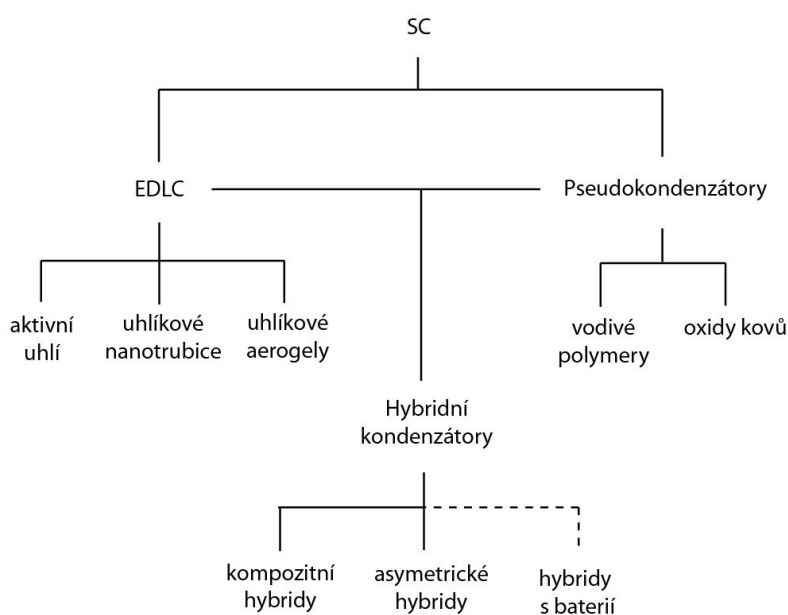 SC
EDLC
Pseudokondenzátory
aktivní
uhlí
uhlíkové
nanotrubice
uhlíkové
aerogely
vodivé
polymery
oxidy kovů
Hybridní
kondenzátory
kompozitní
hybridy
asymetrické
hybridy
hybridy
s baterií